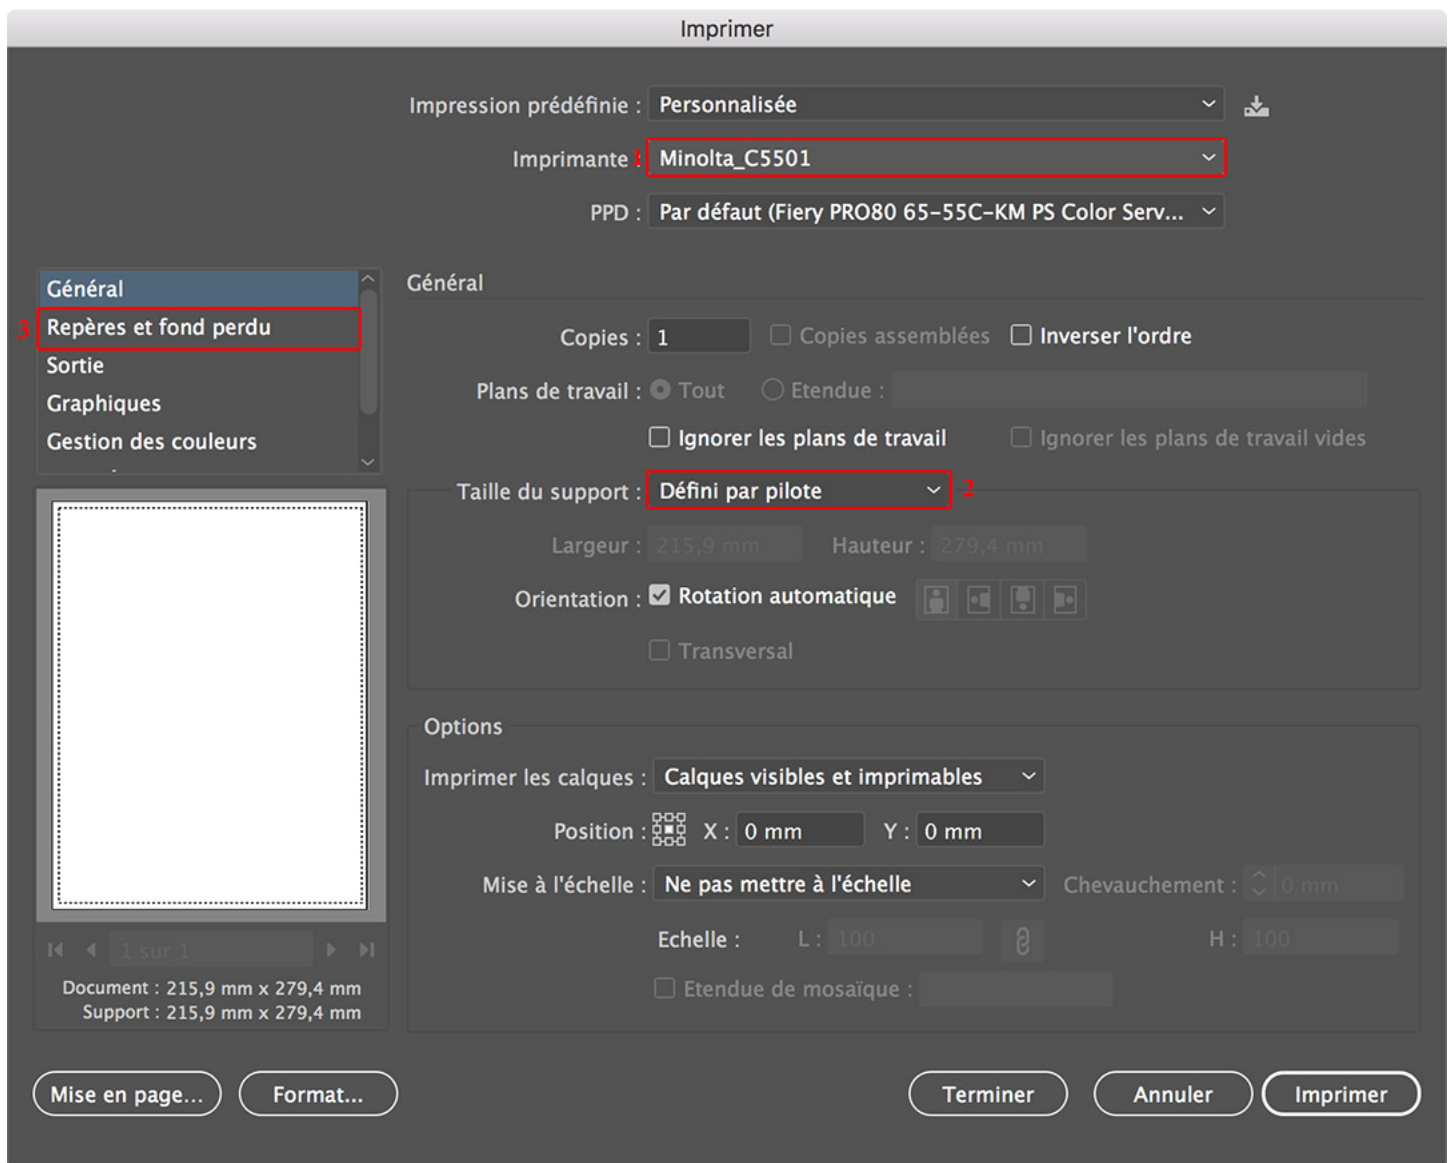 Imprimer
Impression prédéfinie : Personnalisée
Imprimante : 1 Minolta_C5501
PPD : Par défaut (Fiery PRO80 65-55C-KM PS Color Serv...
Général
3 Repères et fond perdu
Sortie
Graphiques
Gestion des couleurs
Général
Copies : 1 Copies assemblées Inverser l'ordre
Plans de travail : Tout Etendue :
Ignorer les plans de travail Ignorer les plans de travail vides
Taille du support : Défini par pilote 2
Largeur : 215,9 mm Hauteur : 279,4 mm
Orientation : Rotation automatique
Transversal
Options
Imprimer les calques : Calques visibles et imprimables
Position : X : 0 mm Y : 0 mm
Mise à l'échelle : Ne pas mettre à l'échelle Chevauchement : 0 mm
Echelle : L : 100 H : 100
Etendue de mosaïque :
1 sur 1
Document : 215,9 mm x 279,4 mm
Support : 215,9 mm x 279,4 mm
Mise en page... Format... Terminer Annuler Imprimer